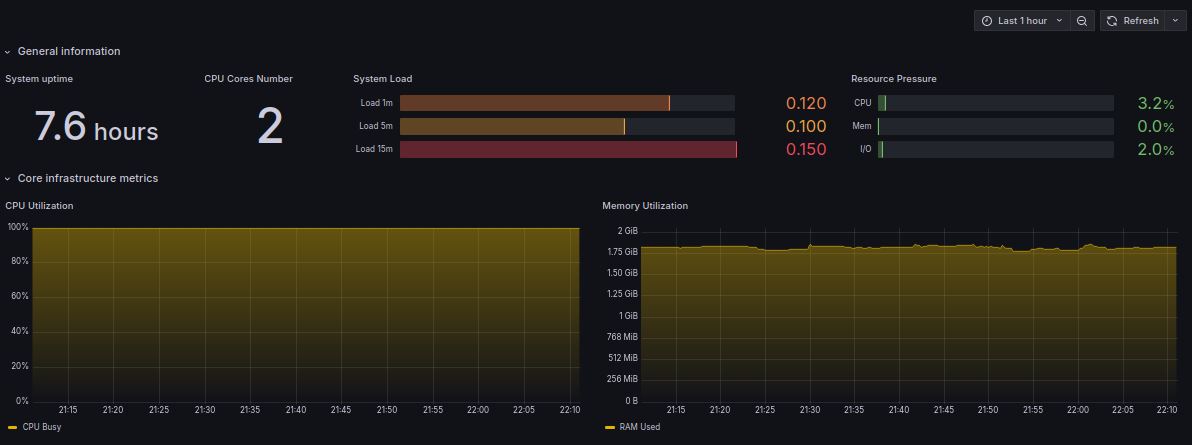 Last 1 hour
Refresh
General information
System uptime
7.6 hours
CPU Cores Number
2
System Load
Load 1m 0.120
Load 5m 0.100
Load 15m 0.150
Resource Pressure
CPU 3.2%
Mem 0.0%
I/O 2.0%
Core infrastructure metrics
CPU Utilization
100%
80%
60%
40%
20%
0%
21:15 21:20 21:25 21:30 21:35 21:40 21:45 21:50 21:55 22:00 22:05 22:10
CPU Busy
Memory Utilization
2 GiB
1.75 GiB
1.50 GiB
1.25 GiB
1 GiB
768 MiB
512 MiB
256 MiB
0 B
21:15 21:20 21:25 21:30 21:35 21:40 21:45 21:50 21:55 22:00 22:05 22:10
RAM Used